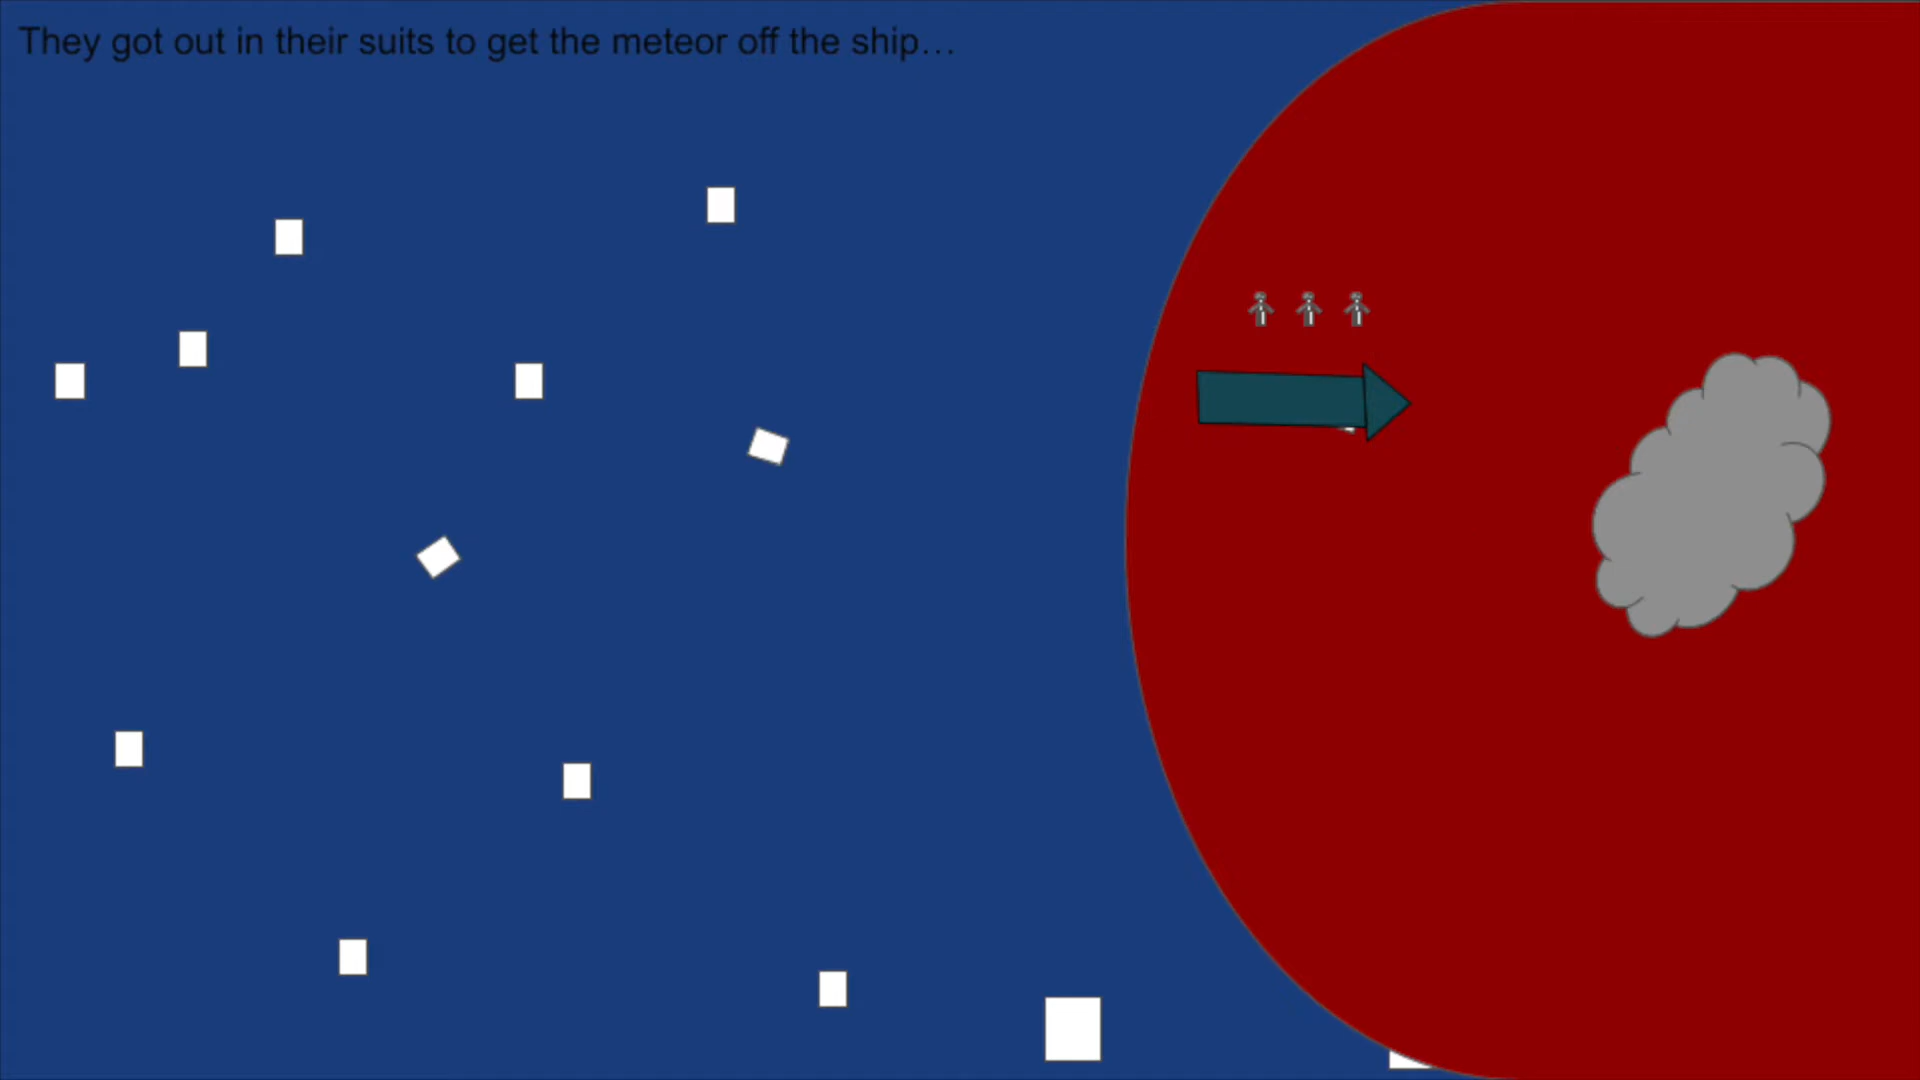 They got out in their suits to get the meteor off the ship…